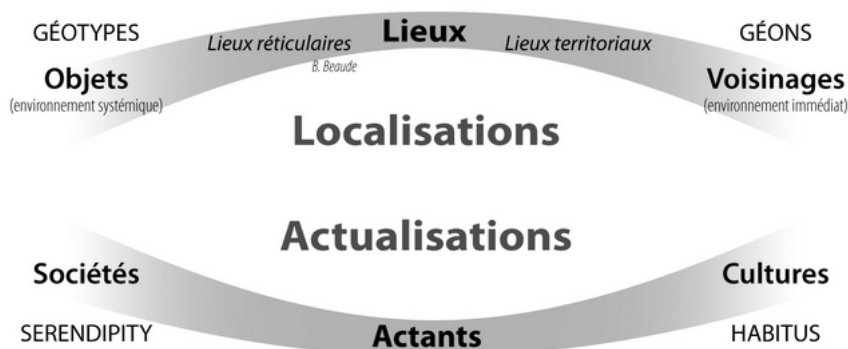 GÉOTYPES
Lieux réticulaires
Lieux
Lieux territoriaux
GÉONS
Objets
B. Beaude
Voisinages
(environnement systémique)
(environnement immédiat)
Localisations
Actualisations
Sociétés
Cultures
SERENDIPITY
Actants
HABITUS